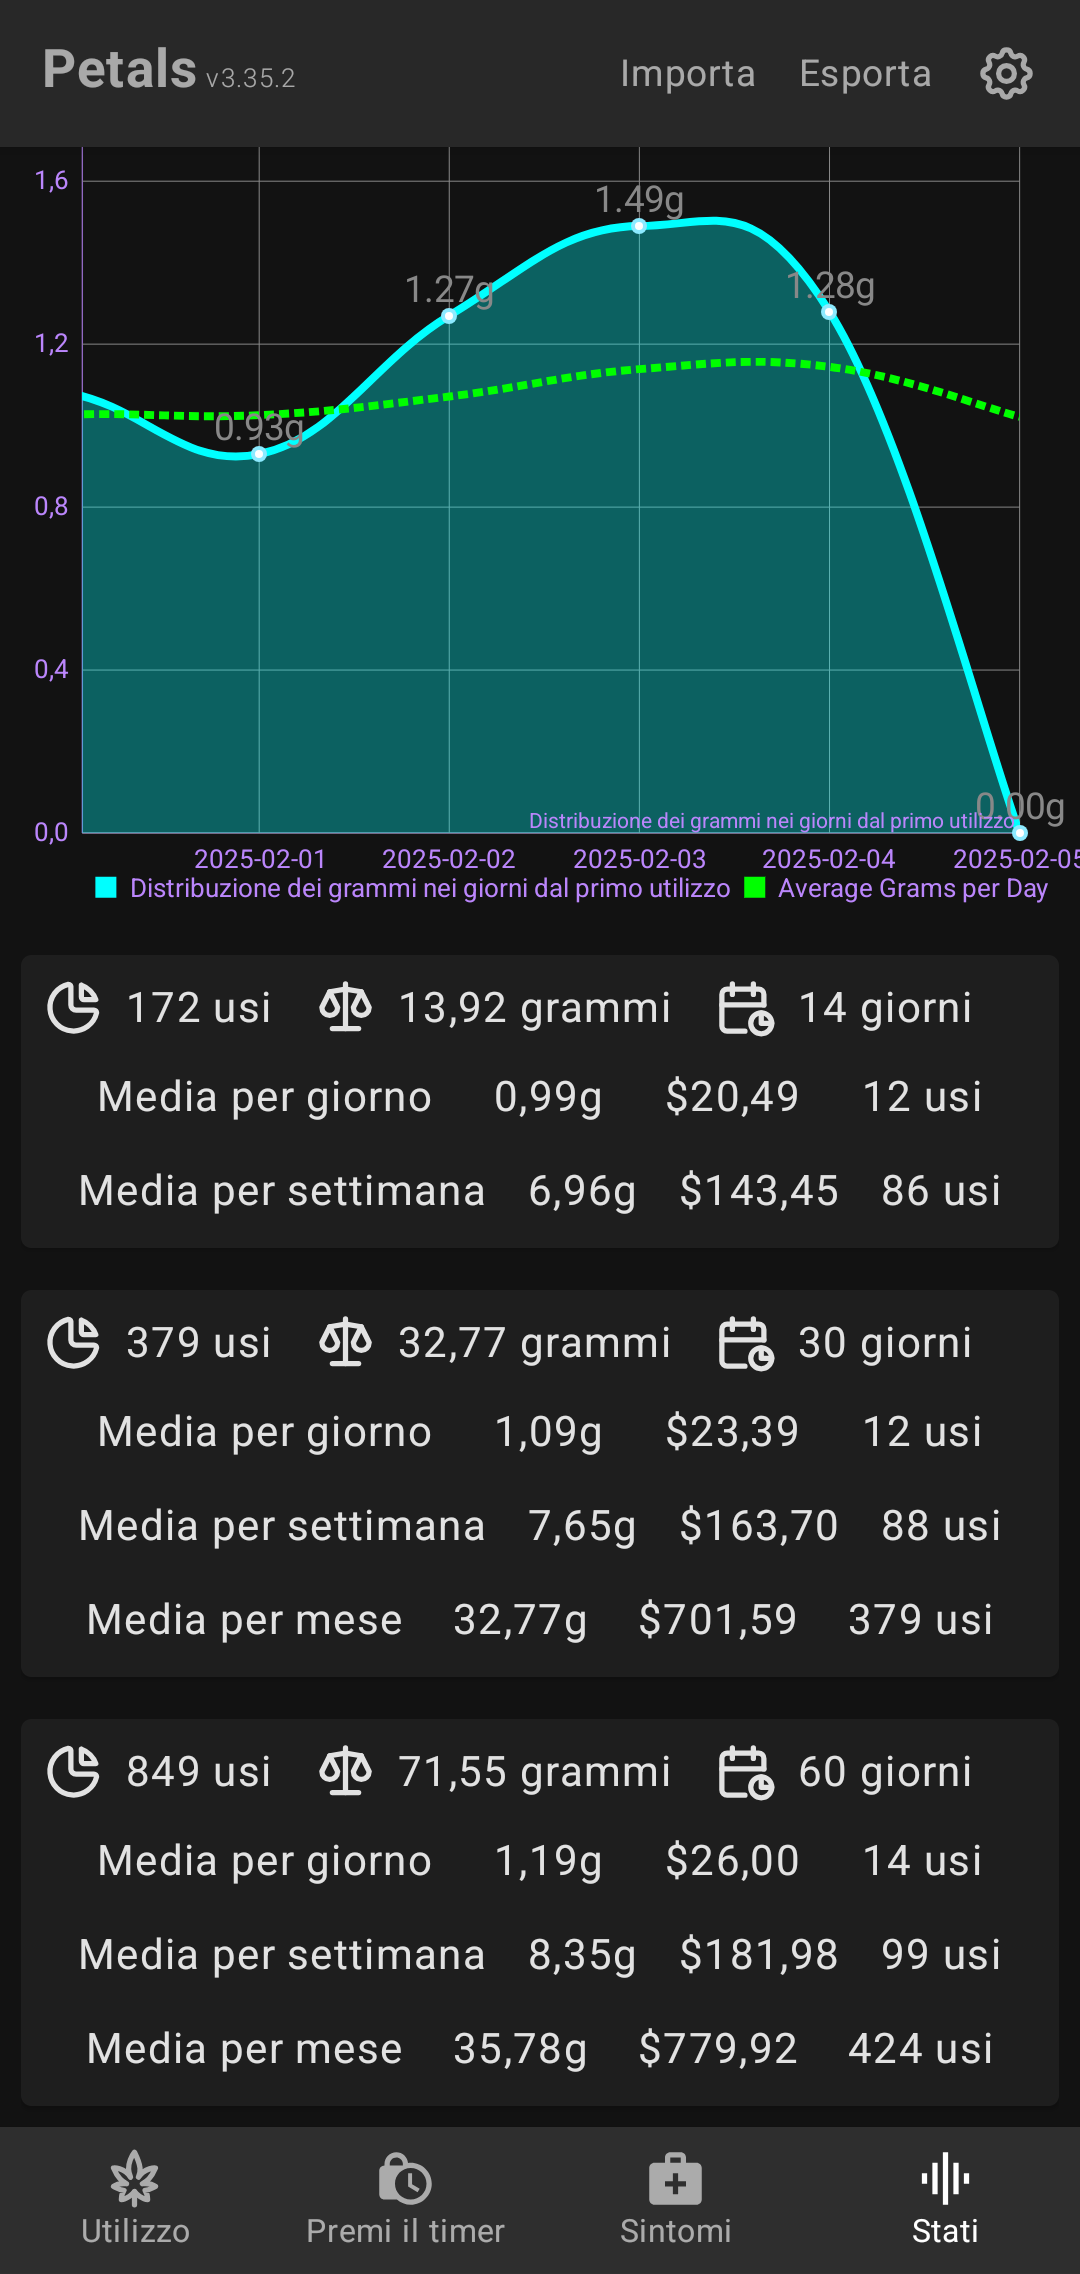 Petals v3.35.2 Importa Esporta
1,6
1.49g
1.27g
1.28g
1,2
0.93g
0,8
0,4
0.00g
0,0
Distribuzione dei grammi nei giorni dal primo utilizzo
2025-02-01 2025-02-02 2025-02-03 2025-02-04 2025-02-05
Distribuzione dei grammi nei giorni dal primo utilizzo Average Grams per Day
172 usi 13,92 grammi 14 giorni
Media per giorno 0,99g $20,49 12 usi
Media per settimana 6,96g $143,45 86 usi
379 usi 32,77 grammi 30 giorni
Media per giorno 1,09g $23,39 12 usi
Media per settimana 7,65g $163,70 88 usi
Media per mese 32,77g $701,59 379 usi
849 usi 71,55 grammi 60 giorni
Media per giorno 1,19g $26,00 14 usi
Media per settimana 8,35g $181,98 99 usi
Media per mese 35,78g $779,92 424 usi
Utilizzo Premi il timer Sintomi Stati